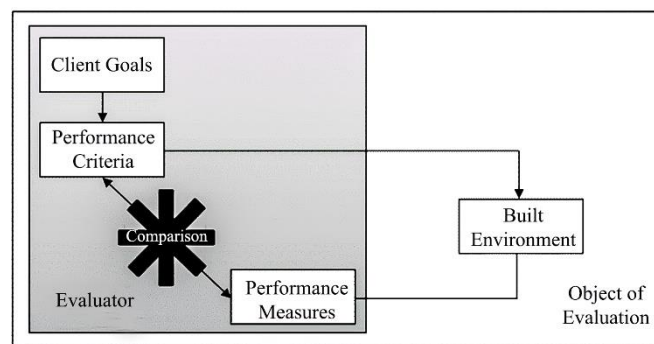 Client Goals
Performance
Criteria
Comparison
Built
Environment
Performance
Measures
Evaluator
Object of
Evaluation